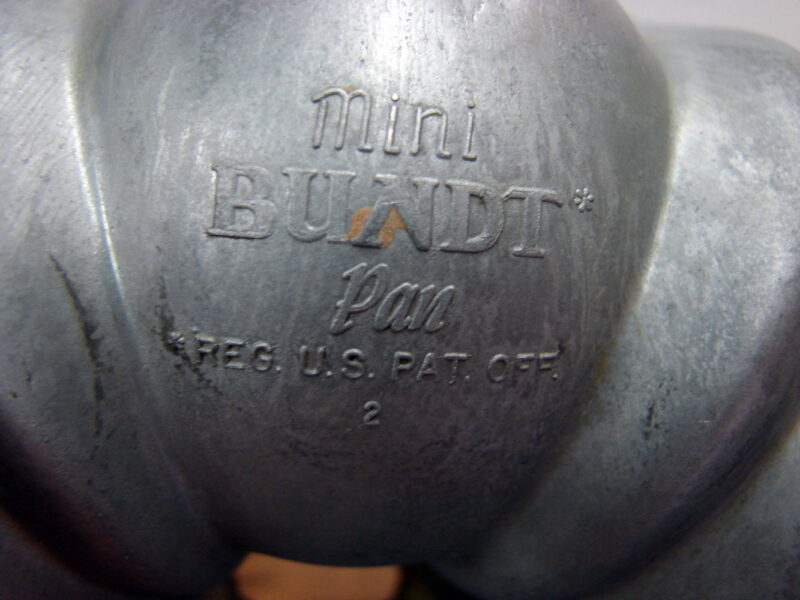 mini
BUNDT*
Pan
*REG. U.S. PAT. OFF.
2